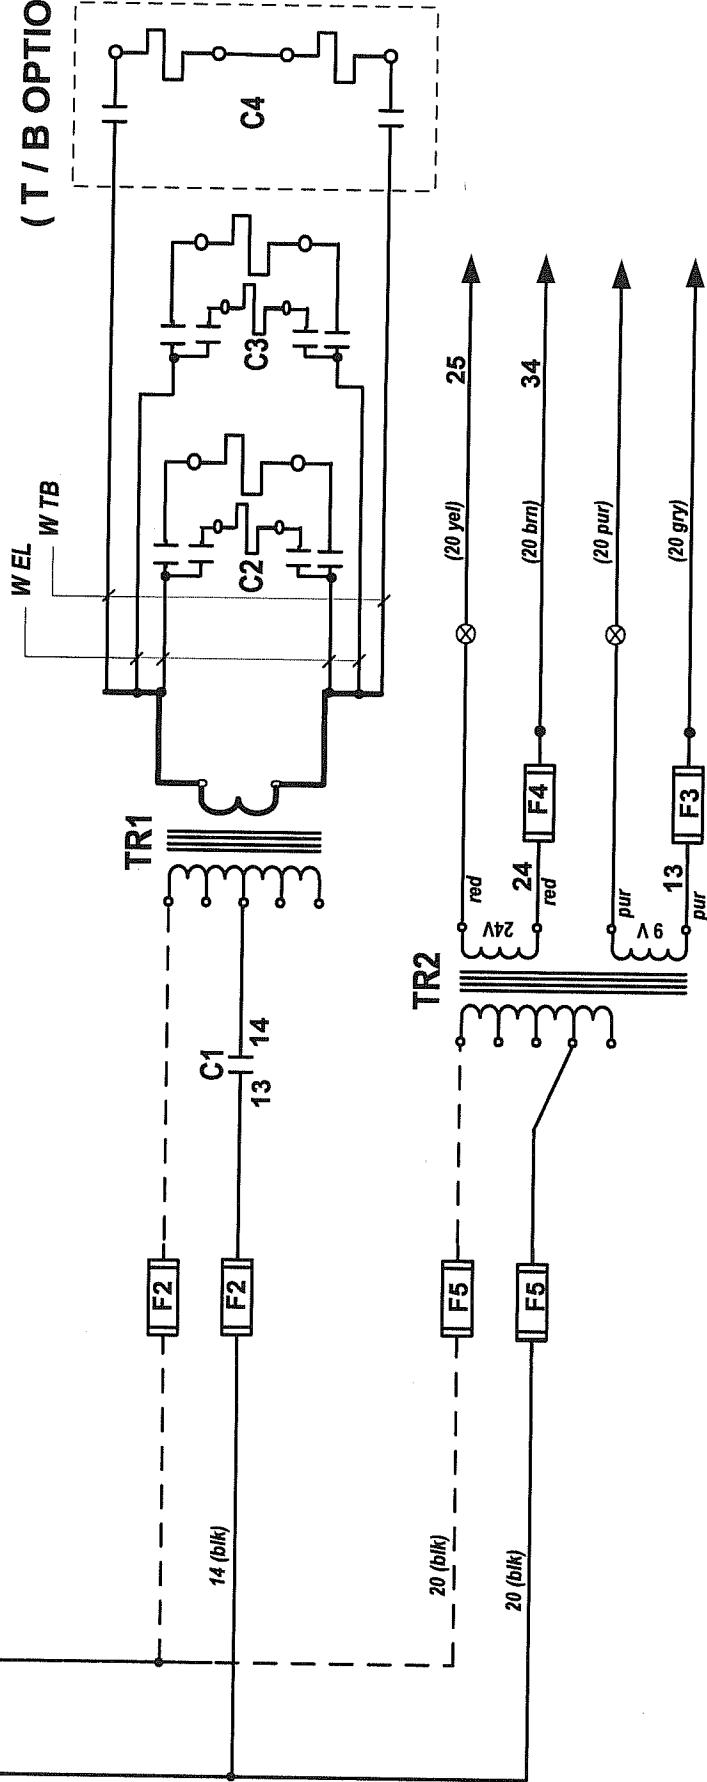 ( T / B OPTIO
C4
C3
C2
W EL
W TB
TR1
C1
13
14
F2
F2
14 (blk)
25
34
(20 yel)
(20 brn)
(20 pur)
(20 gry)
F4
F3
red
24
red
pur
13
pur
24V
9 V
TR2
F5
F5
20 (blk)
20 (blk)